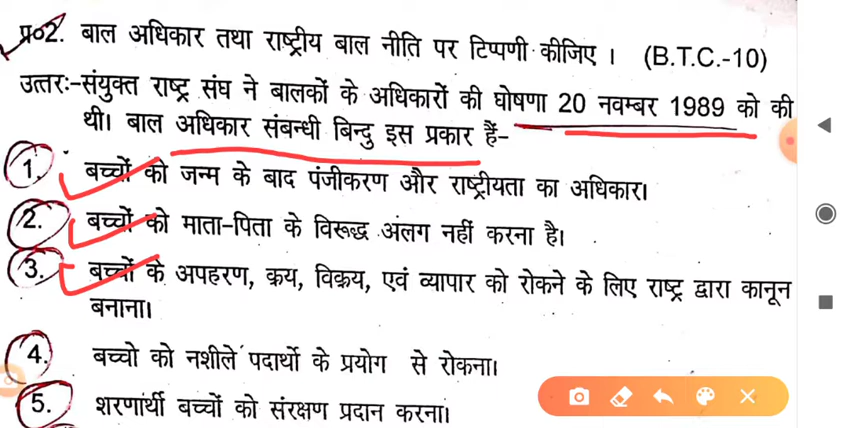 प्र०2. बाल अधिकार तथा राष्ट्रीय बाल नीति पर टिप्पणी कीजिए । (B.T.C.-10)
उत्तरः-संयुक्त राष्ट्र संघ ने बालकों के अधिकारों की घोषणा 20 नवम्बर 1989 को की
थी। बाल अधिकार संबन्धी बिन्दु इस प्रकार हैं-
1. बच्चों को जन्म के बाद पंजीकरण और राष्ट्रीयता का अधिकार।
2. बच्चों को माता-पिता के विरूद्ध अलग नहीं करना है।
3. बच्चों के अपहरण, क्रय, विक्रय, एवं व्यापार को रोकने के लिए राष्ट्र द्वारा कानून
बनाना।
4. बच्चो को नशीले पदार्थो के प्रयोग से रोकना।
5. शरणार्थी बच्चों को संरक्षण प्रदान करना।